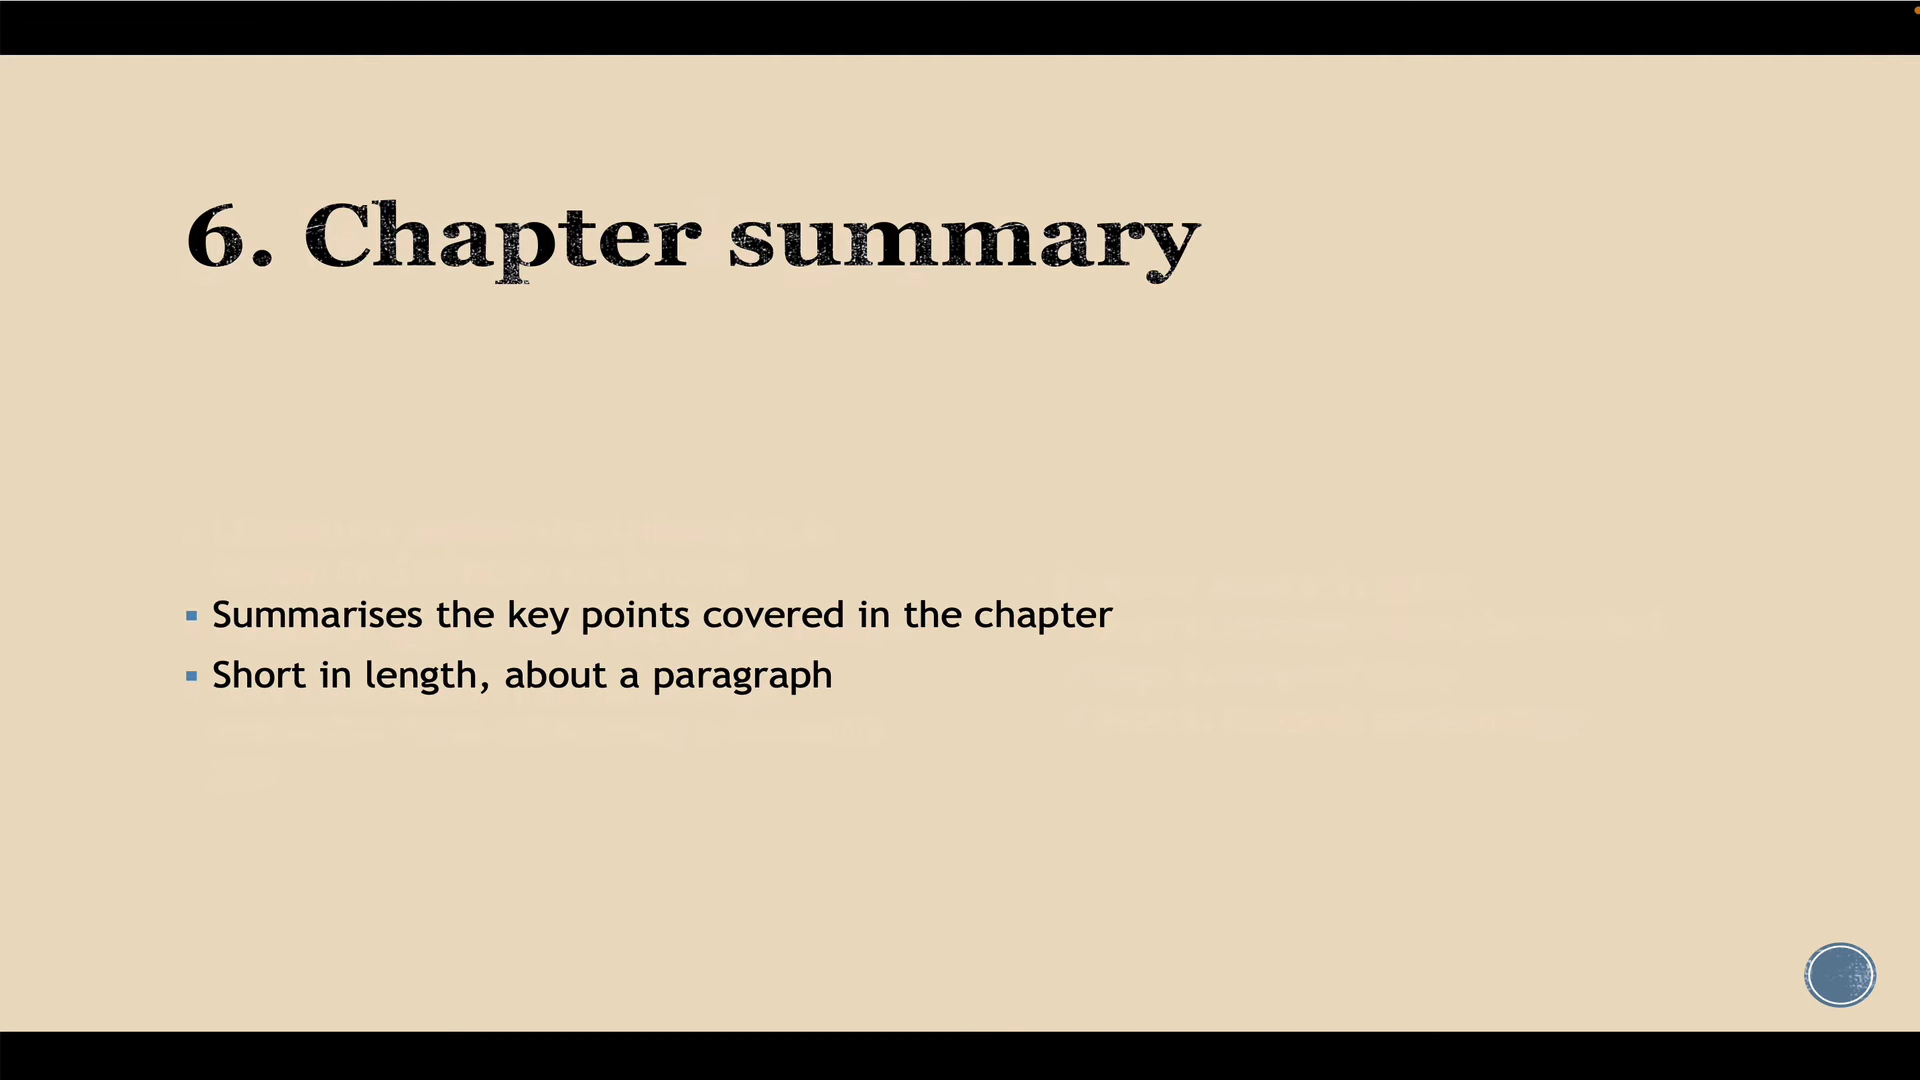 6. Chapter summary
Summarises the key points covered in the chapter
Short in length, about a paragraph